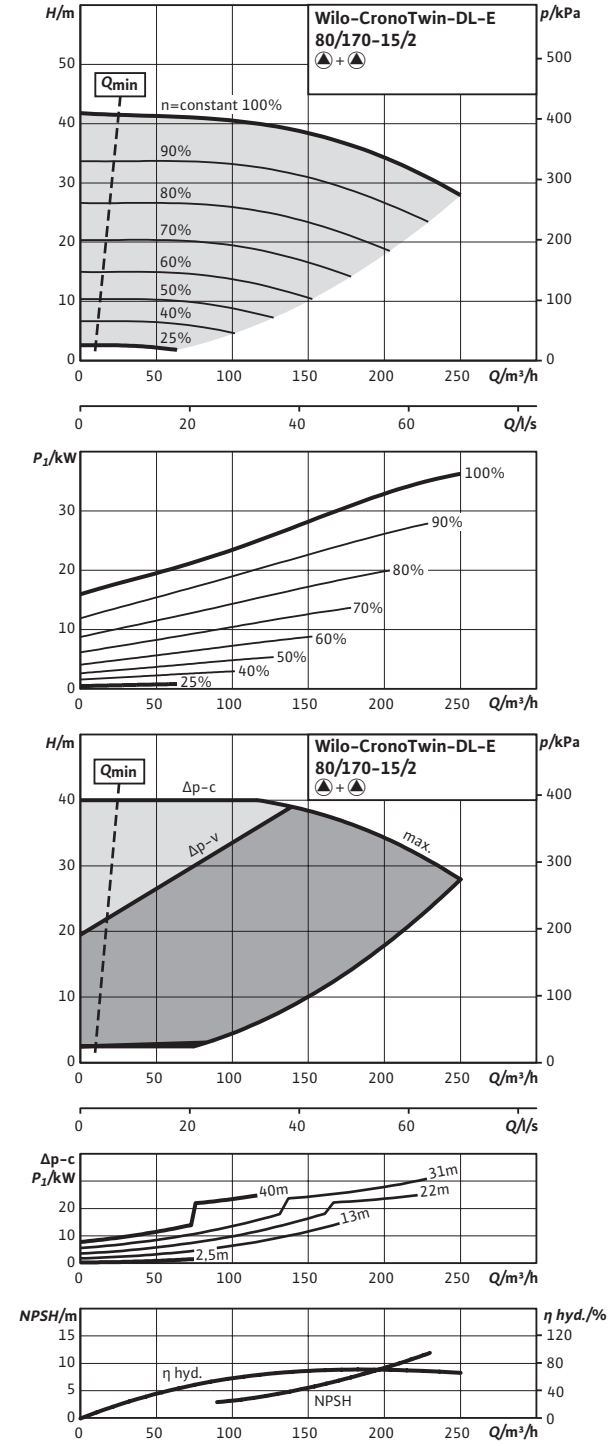 H/m
p/kPa
Wilo-CronoTwin-DL-E
80/170-15/2
+
Qmin
n=constant 100%
90%
80%
70%
60%
50%
40%
25%
50
40
30
20
10
0
500
400
300
200
100
0
0 50 100 150 200 250 Q/m³/h
0 20 40 60 Q/l/s
P₁/kW
100%
90%
80%
70%
60%
50%
40%
25%
30
20
10
0
0 50 100 150 200 250 Q/m³/h
H/m
p/kPa
Wilo-CronoTwin-DL-E
80/170-15/2
+
Qmin
Δp-c
Δp-v
max.
40
30
20
10
0
400
300
200
100
0
0 50 100 150 200 250 Q/m³/h
0 20 40 60 Q/l/s
Δp-c
P₁/kW
40m
31m
22m
13m
2,5m
20
10
0
0 50 100 150 200 250 Q/m³/h
NPSH/m
η hyd./%
η hyd.
NPSH
15
10
5
0
120
80
40
0
0 50 100 150 200 250 Q/m³/h